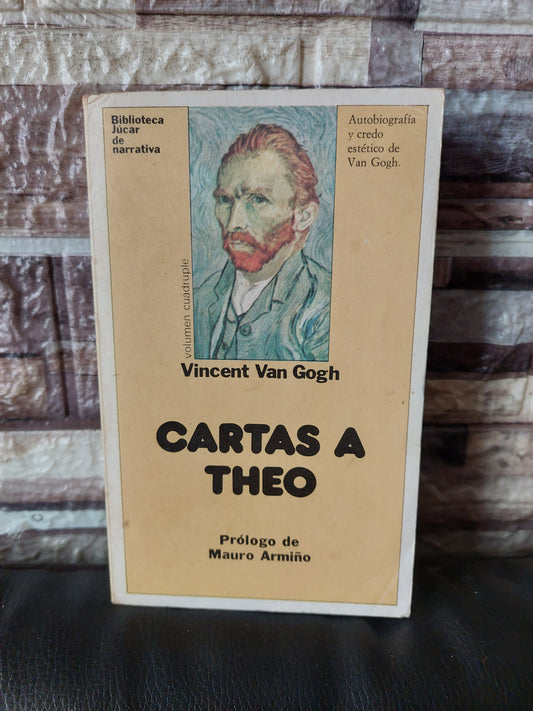 Biblioteca
Júcar
de
narrativa
Autobiografía
y credo
estético de
Van Gogh.
volumen cuádruple
Vincent Van Gogh
CARTAS A
THEO
Prólogo de
Mauro Armiño